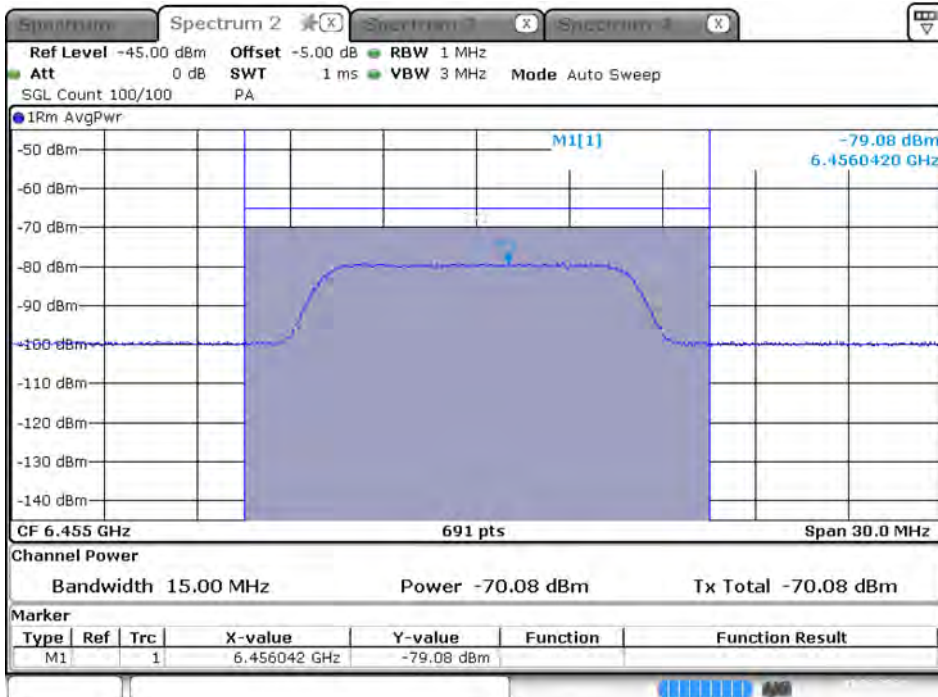 Spectrum Spectrum 2 X Spectrum 3 X Spectrum 4 X
Ref Level -45.00 dBm Offset -5.00 dB RBW 1 MHz
Att 0 dB SWT 1 ms VBW 3 MHz Mode Auto Sweep
SGL Count 100/100 PA
1Rm AvgPwr
M1[1] -79.08 dBm
6.4560420 GHz
-50 dBm
-60 dBm
-70 dBm
-80 dBm
-90 dBm
-100 dBm
-110 dBm
-120 dBm
-130 dBm
-140 dBm
CF 6.455 GHz 691 pts Span 30.0 MHz
Channel Power
Bandwidth 15.00 MHz Power -70.08 dBm Tx Total -70.08 dBm
Marker
Type Ref Trc X-value Y-value Function Function Result
M1 1 6.456042 GHz -79.08 dBm